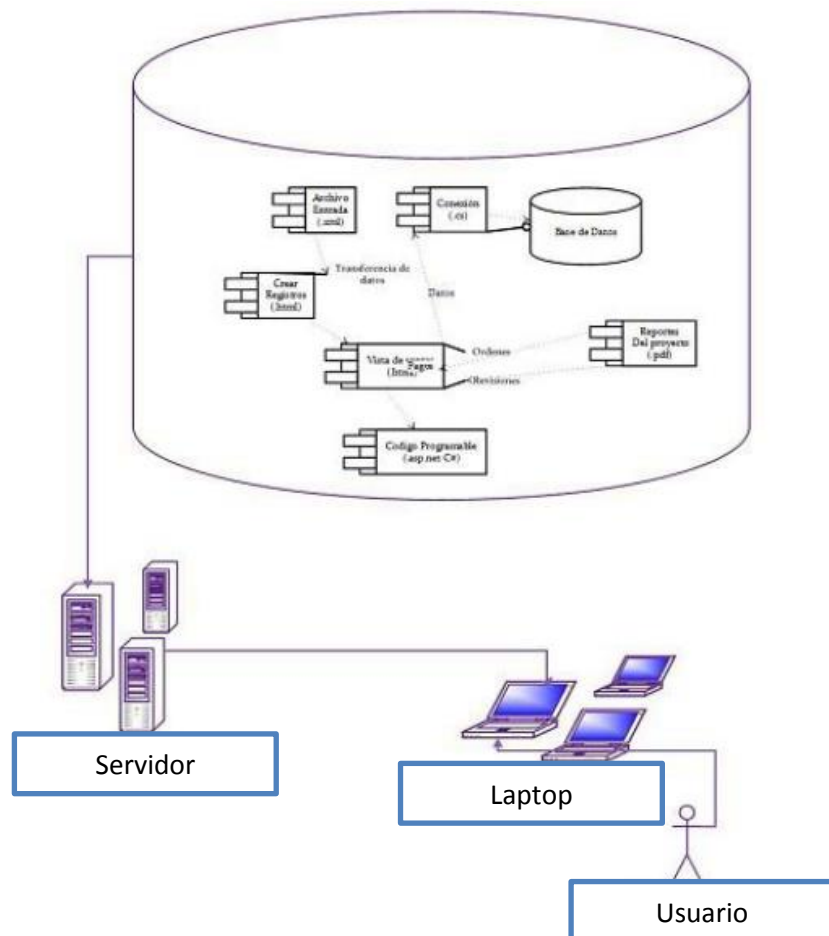 Archivo
Entrada
(.xml)
Conexión
(.cs)
Base de Datos
Transferencia de
datos
Crear
Registros
(.html)
Datos
Ordenes
Reportes
Del proyecto
(.pdf)
Vista de
Pagos
Revisiones
Codigo Programable
(.asp.net C#)
Servidor
Laptop
Usuario